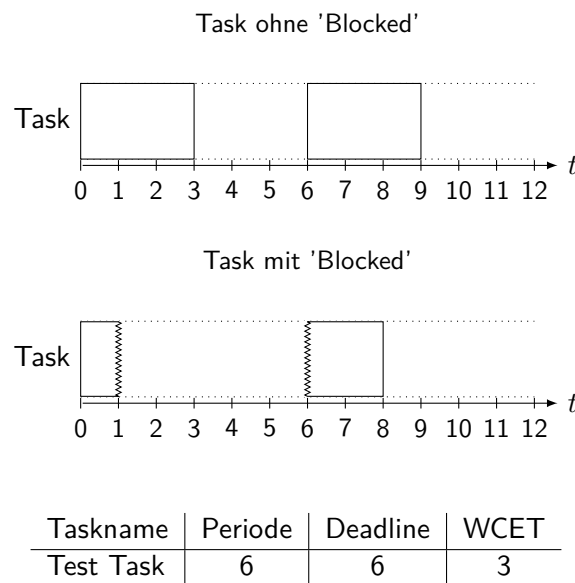 Task ohne 'Blocked'
Task
0 1 2 3 4 5 6 7 8 9 10 11 12 t
Task mit 'Blocked'
Task
0 1 2 3 4 5 6 7 8 9 10 11 12 t
Taskname Periode Deadline WCET
Test Task 6 6 3